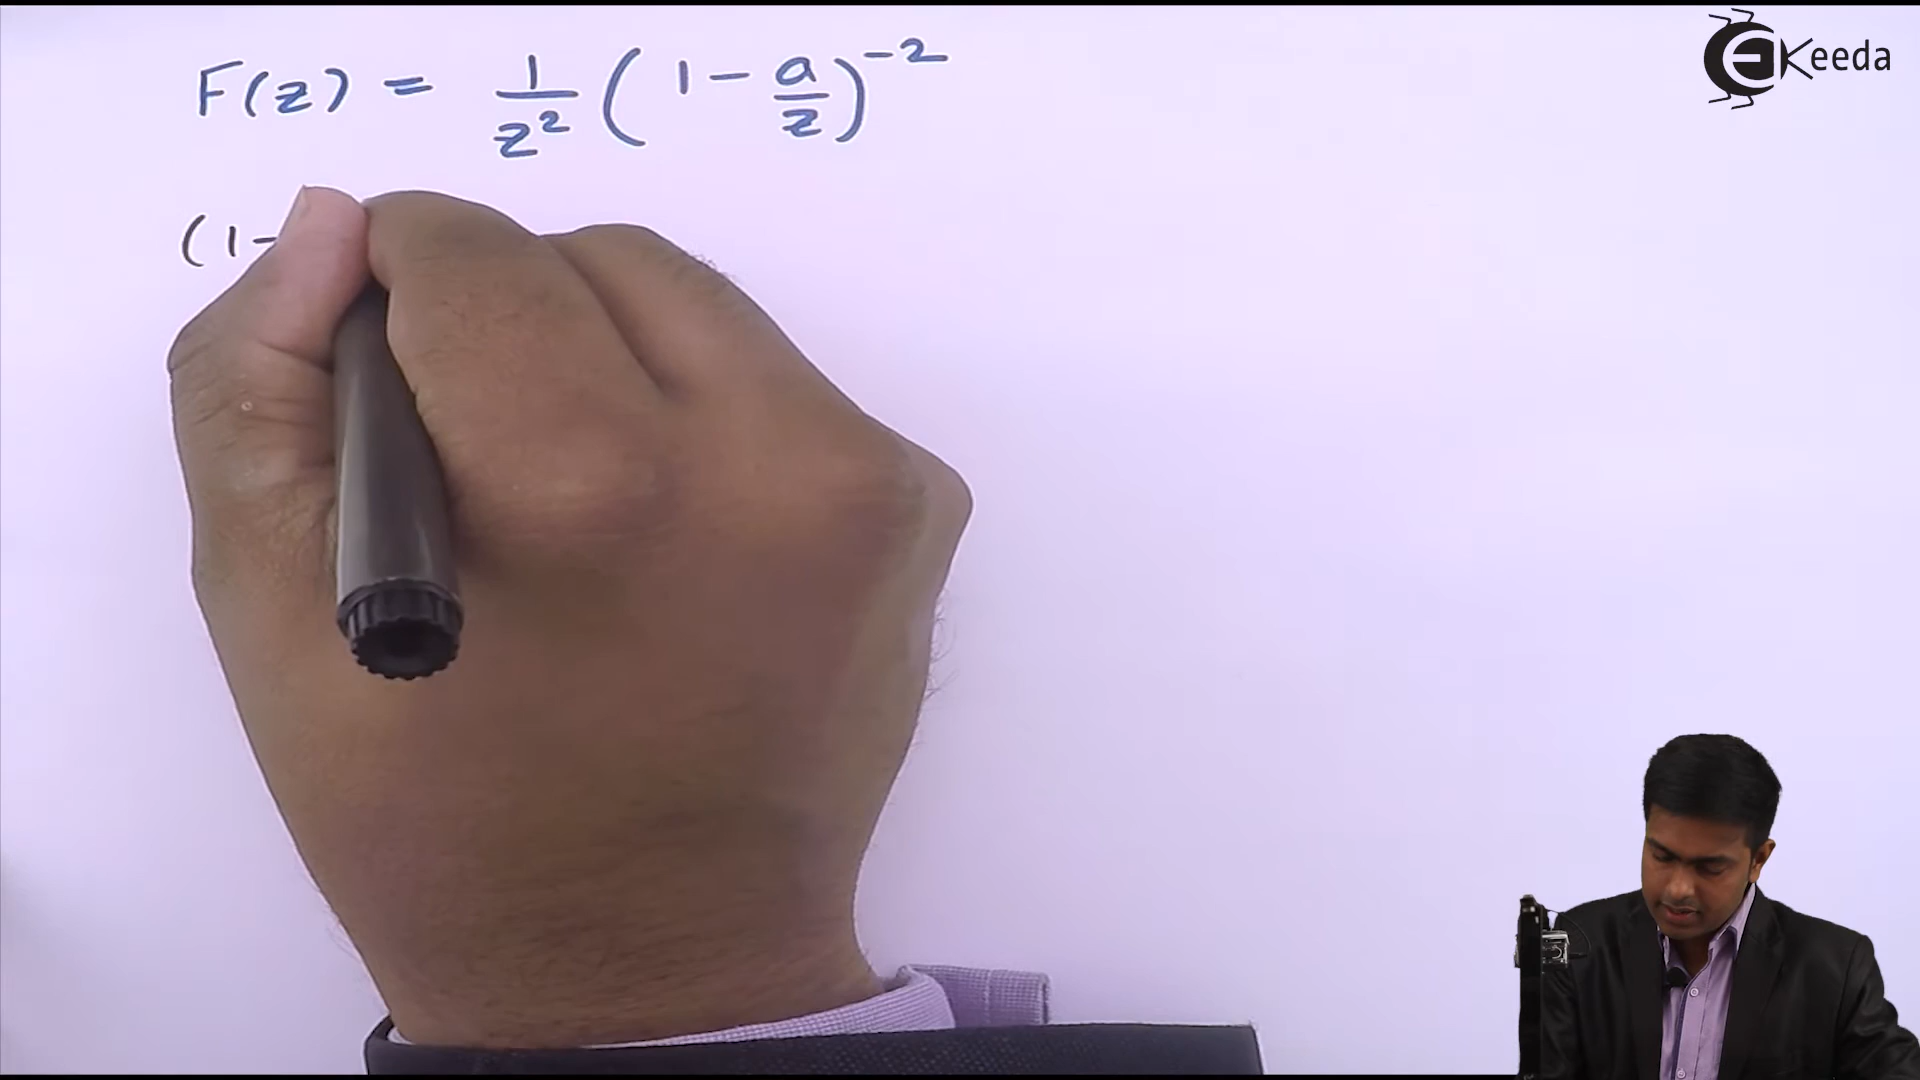 F(z) = 1/z² (1 - a/z)⁻²
(1-
EKeeda